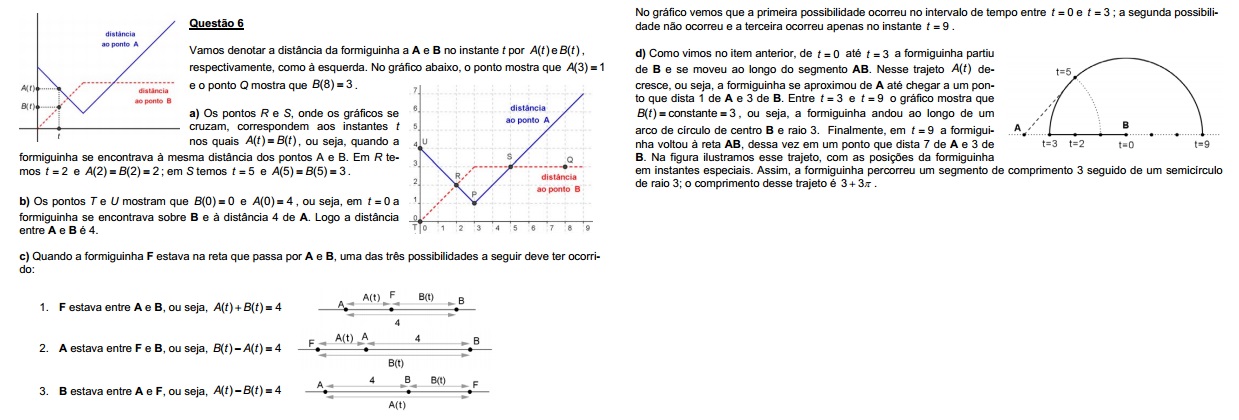 Questão 6
distância
ao ponto A
A(t)
B(t)
distância
ao ponto B
t
Vamos denotar a distância da formiguinha a A e B no instante t por A(t) e B(t),
respectivamente, como à esquerda. No gráfico abaixo, o ponto mostra que A(3) = 1
e o ponto Q mostra que B(8) = 3.
a) Os pontos R e S, onde os gráficos se
cruzam, correspondem aos instantes t
nos quais A(t) = B(t), ou seja, quando a
formiguinha se encontrava à mesma distância dos pontos A e B. Em R te-
mos t = 2 e A(2) = B(2) = 2; em S temos t = 5 e A(5) = B(5) = 3.
b) Os pontos T e U mostram que B(0) = 0 e A(0) = 4, ou seja, em t = 0 a
formiguinha se encontrava sobre B e à distância 4 de A. Logo a distância
entre A e B é 4.
7
6
5
4
3
2
1
0
U
R
P
S
Q
distância
ao ponto A
distância
ao ponto B
T 0 1 2 3 4 5 6 7 8 9
c) Quando a formiguinha F estava na reta que passa por A e B, uma das três possibilidades a seguir deve ter ocorri-
do:
1. F estava entre A e B, ou seja, A(t) + B(t) = 4
A A(t) F B(t) B
4
2. A estava entre F e B, ou seja, B(t) − A(t) = 4
F A(t) A 4 B
B(t)
3. B estava entre A e F, ou seja, A(t) − B(t) = 4
A 4 B B(t) F
A(t)
No gráfico vemos que a primeira possibilidade ocorreu no intervalo de tempo entre t = 0 e t = 3; a segunda possibili-
dade não ocorreu e a terceira ocorreu apenas no instante t = 9.
d) Como vimos no item anterior, de t = 0 até t = 3 a formiguinha partiu
de B e se moveu ao longo do segmento AB. Nesse trajeto A(t) de-
cresce, ou seja, a formiguinha se aproximou de A até chegar a um pon-
to que dista 1 de A e 3 de B. Entre t = 3 e t = 9 o gráfico mostra que
B(t) = constante = 3, ou seja, a formiguinha andou ao longo de um
arco de círculo de centro B e raio 3. Finalmente, em t = 9 a formigui-
nha voltou à reta AB, dessa vez em um ponto que dista 7 de A e 3 de
B. Na figura ilustramos esse trajeto, com as posições da formiguinha
em instantes especiais. Assim, a formiguinha percorreu um segmento de comprimento 3 seguido de um semicírculo
de raio 3; o comprimento desse trajeto é 3 + 3π.
t=5
A
B
t=3 t=2 t=0 t=9